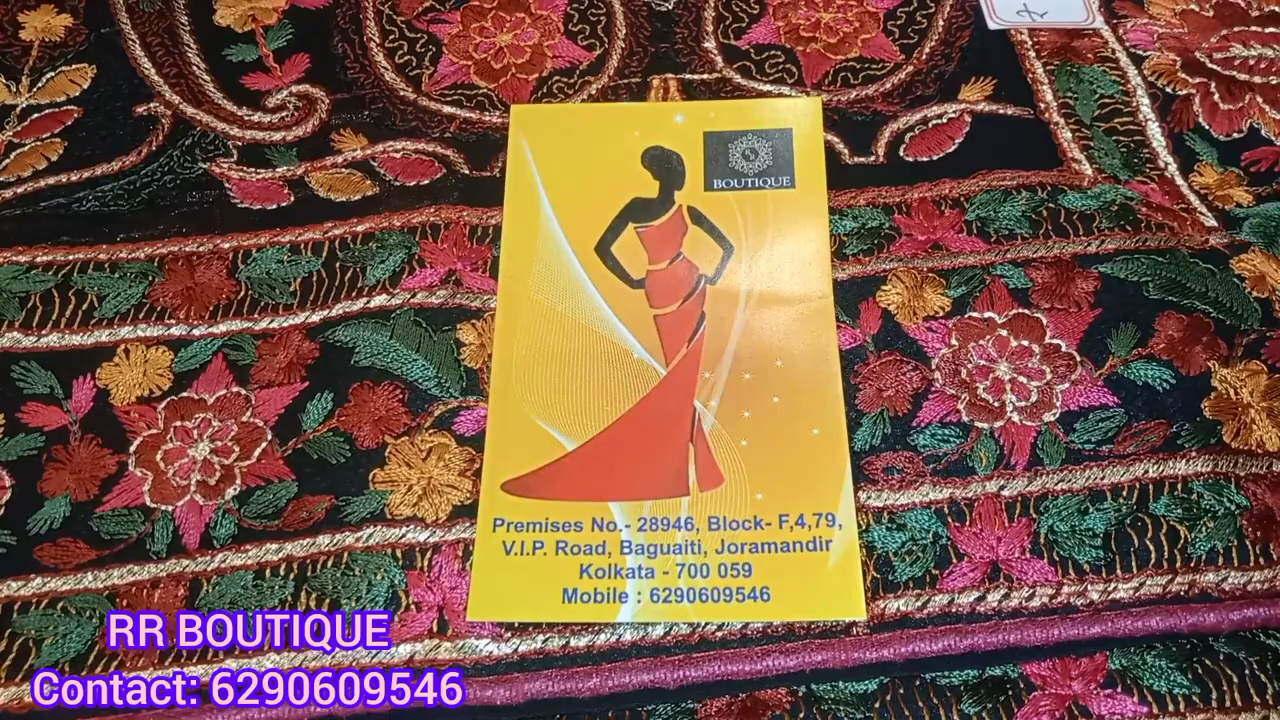 BOUTIQUE
Premises No.- 28946, Block- F,4,79,
V.I.P. Road, Baguaiti, Joramandir
Kolkata - 700 059
Mobile : 6290609546
RR BOUTIQUE
Contact: 6290609546